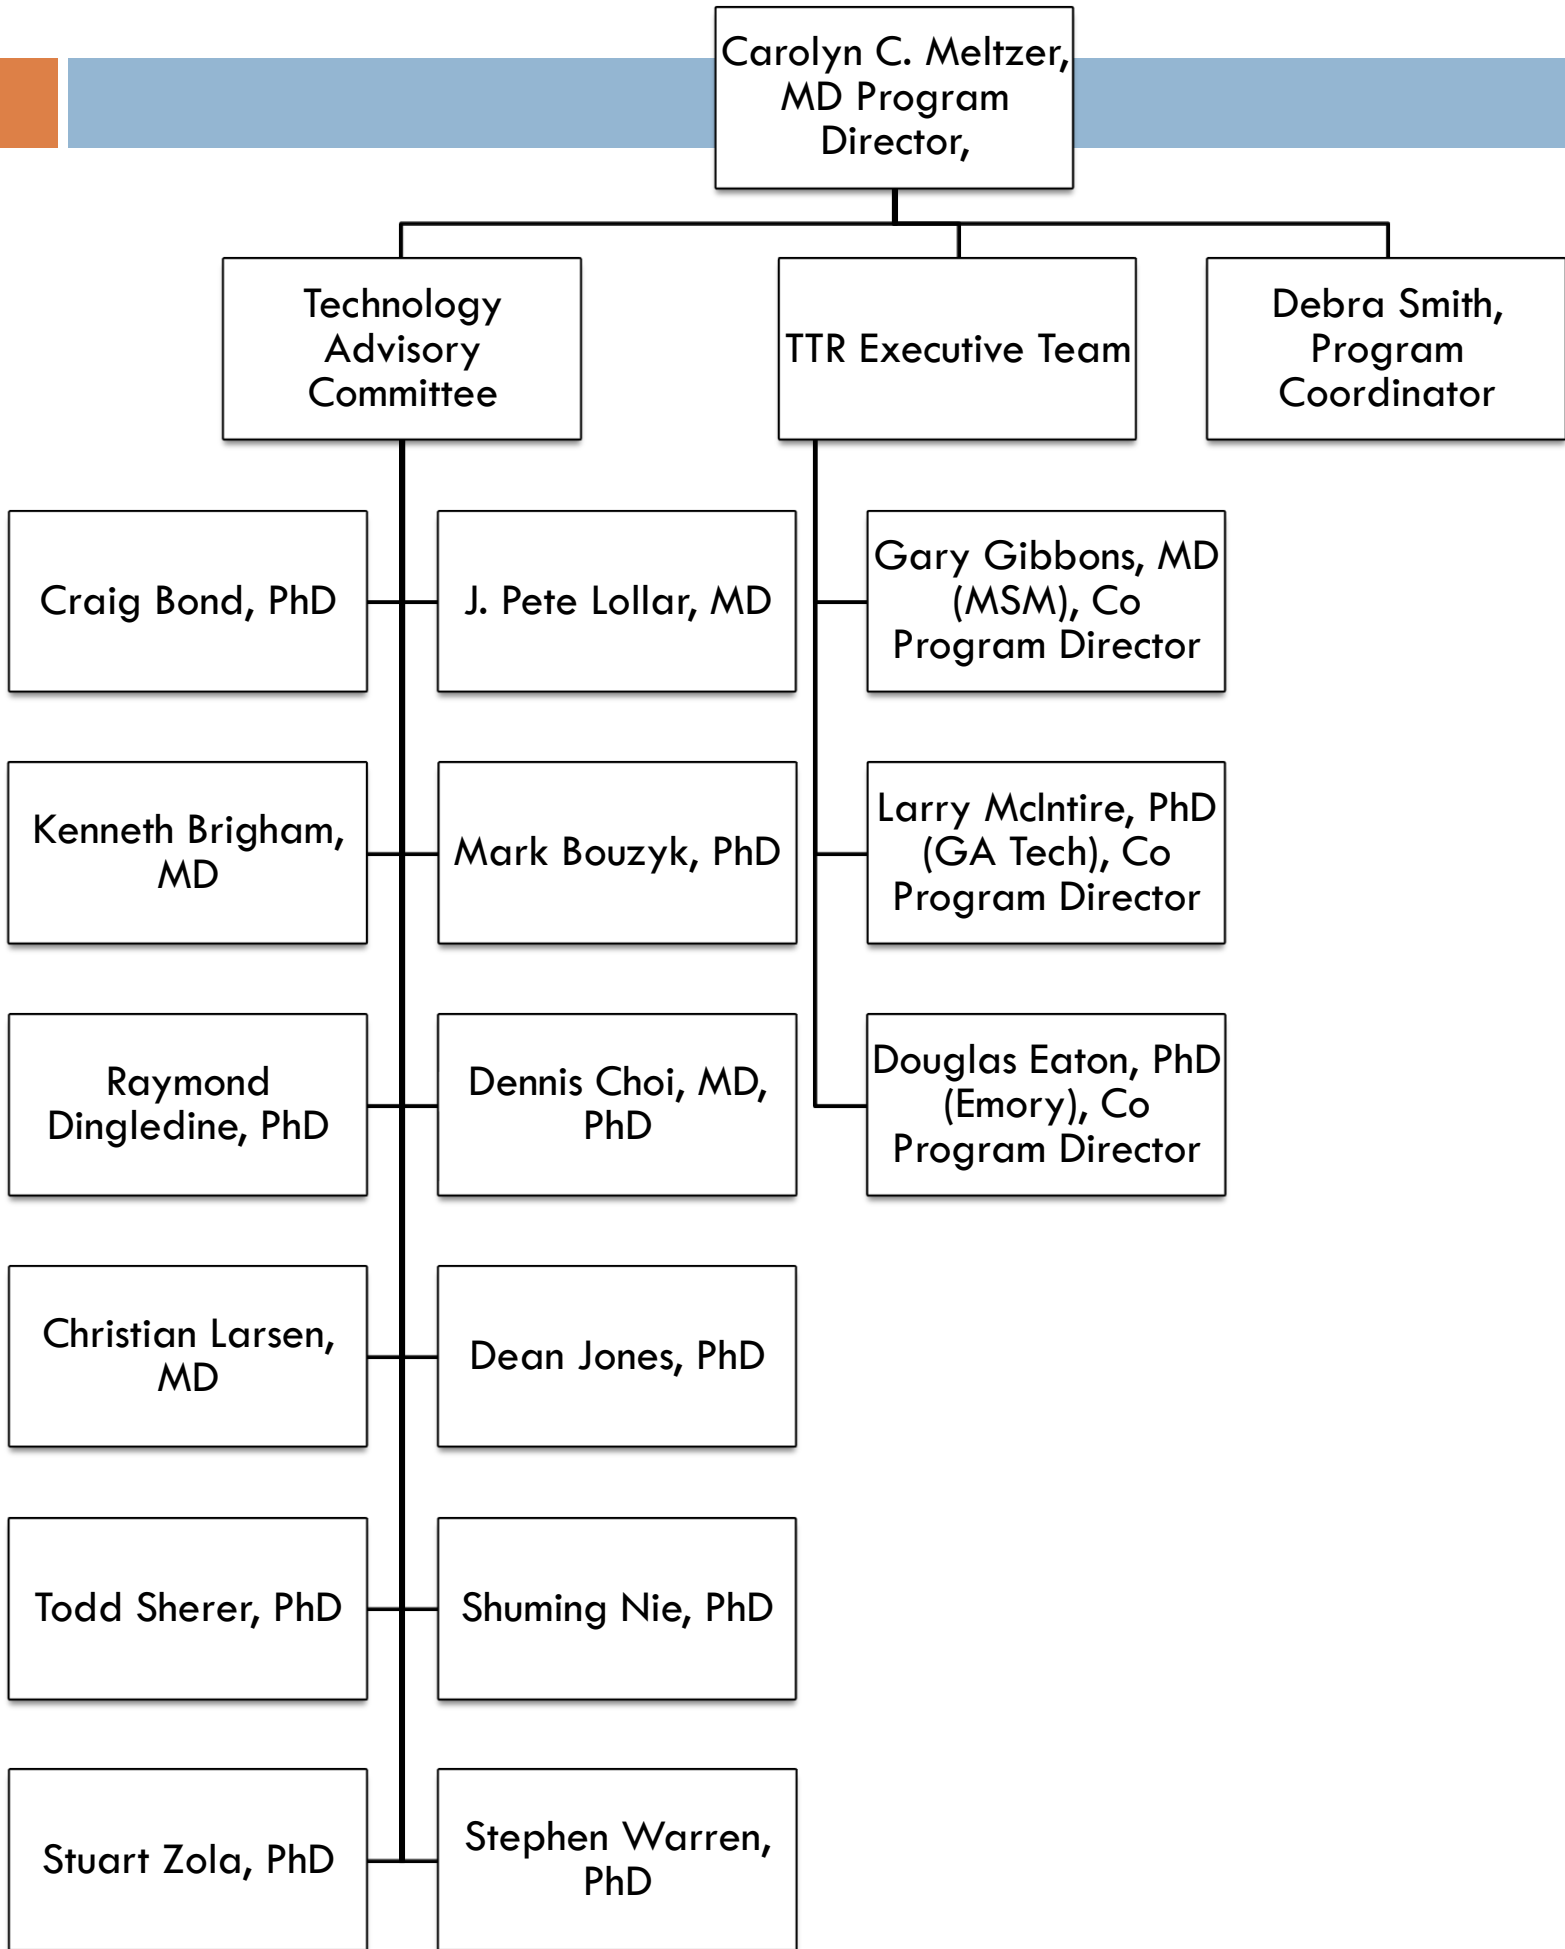 Carolyn C. Meltzer,
MD Program
Director,
Technology
Advisory
Committee
TTR Executive Team
Debra Smith,
Program
Coordinator
Craig Bond, PhD
J. Pete Lollar, MD
Gary Gibbons, MD
(MSM), Co
Program Director
Kenneth Brigham,
MD
Mark Bouzyk, PhD
Larry McIntire, PhD
(GA Tech), Co
Program Director
Raymond
Dingledine, PhD
Dennis Choi, MD,
PhD
Douglas Eaton, PhD
(Emory), Co
Program Director
Christian Larsen,
MD
Dean Jones, PhD
Todd Sherer, PhD
Shuming Nie, PhD
Stuart Zola, PhD
Stephen Warren,
PhD